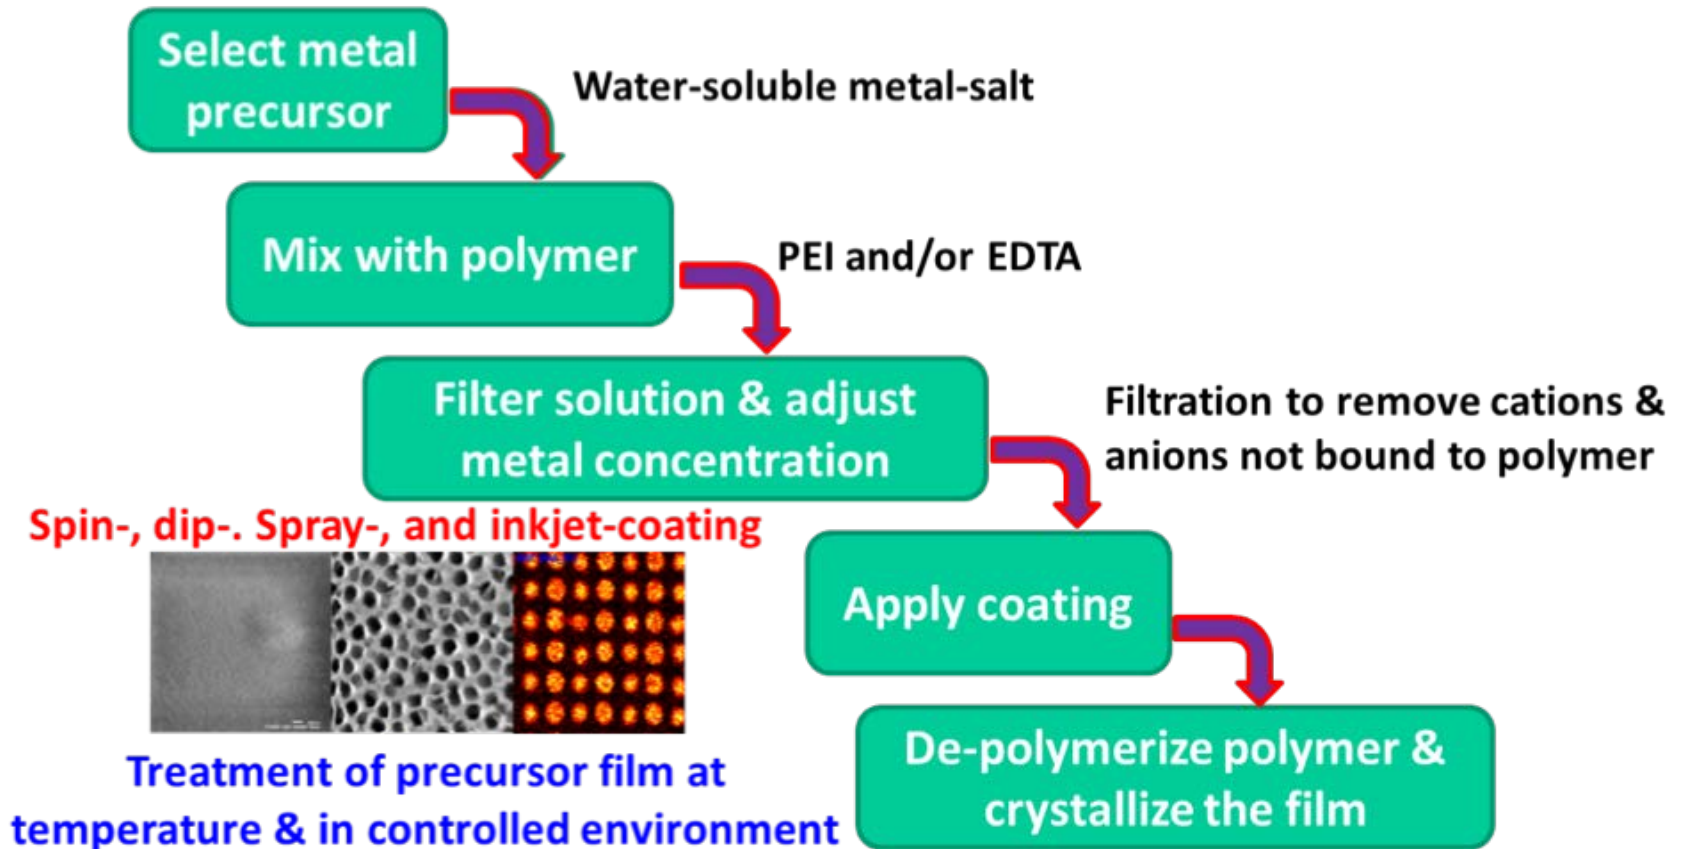 Select metal
precursor
Water-soluble metal-salt
Mix with polymer
PEI and/or EDTA
Filter solution & adjust
metal concentration
Filtration to remove cations &
anions not bound to polymer
Spin-, dip-. Spray-, and inkjet-coating
Apply coating
De-polymerize polymer &
crystallize the film
Treatment of precursor film at
temperature & in controlled environment